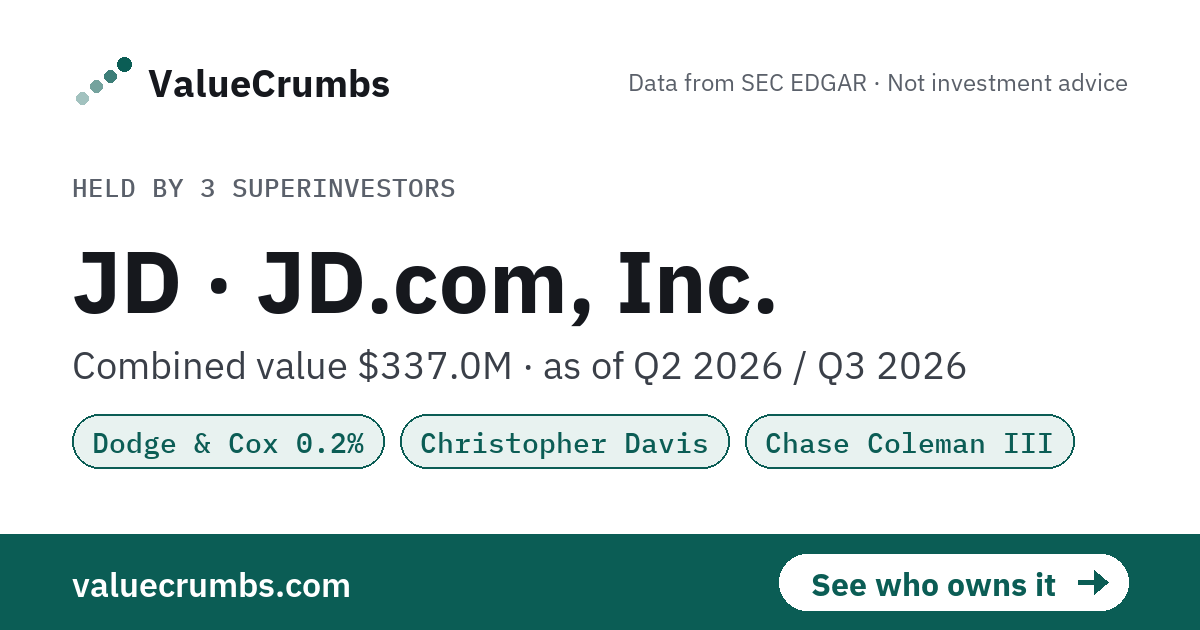 ValueCrumbs
Data from SEC EDGAR · Not investment advice
HELD BY 3 SUPERINVESTORS
JD · JD.com, Inc.
Combined value $337.0M · as of Q2 2026 / Q3 2026
Dodge & Cox 0.2%
Christopher Davis
Chase Coleman III
valuecrumbs.com
See who owns it →